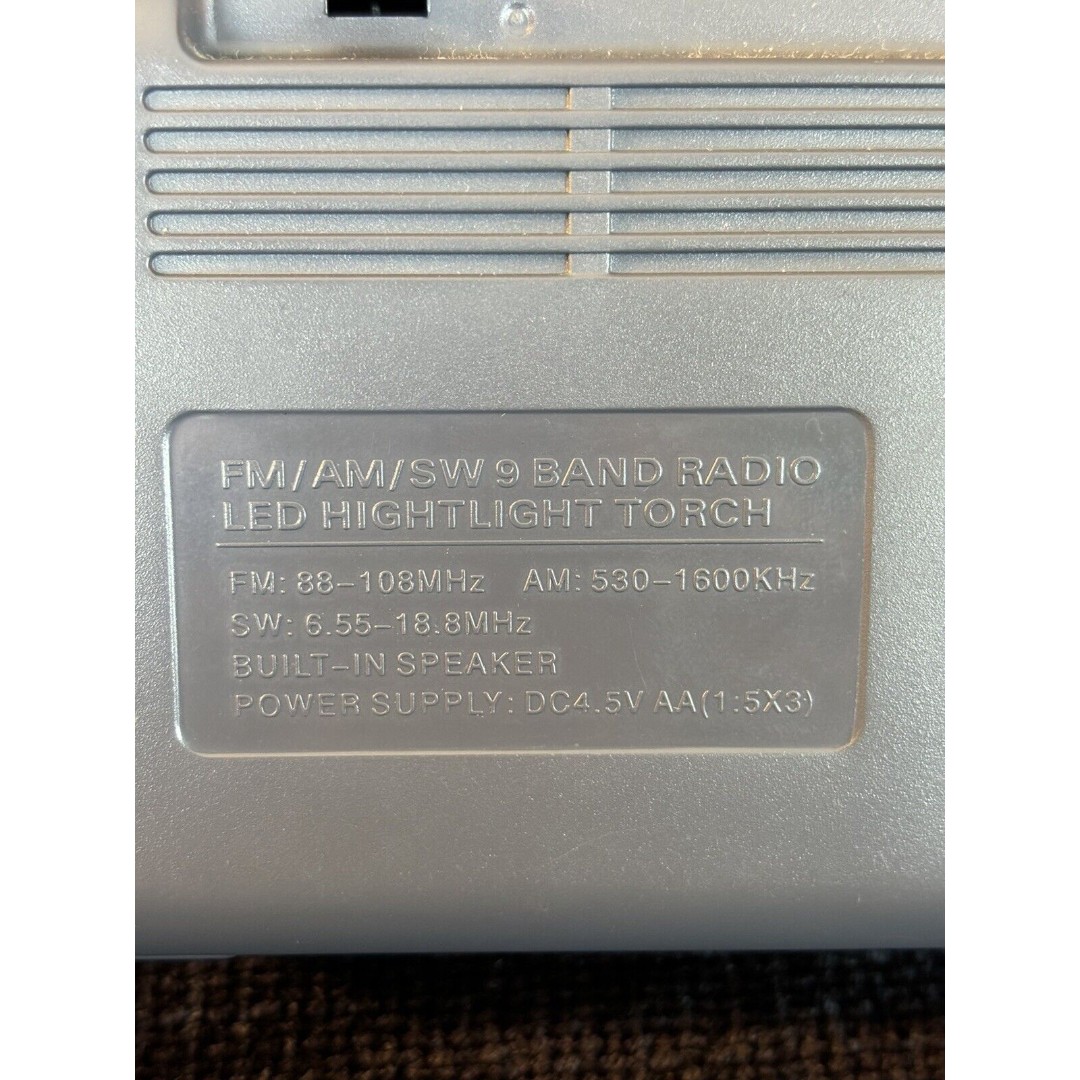 FM/AM/SW 9 BAND RADIO
LED HIGHTLIGHT TORCH
FM: 88-108MHz AM: 530-1600KHz
SW: 6.55-18.8MHz
BUILT-IN SPEAKER
POWER SUPPLY: DC4.5V AA(1:5X3)